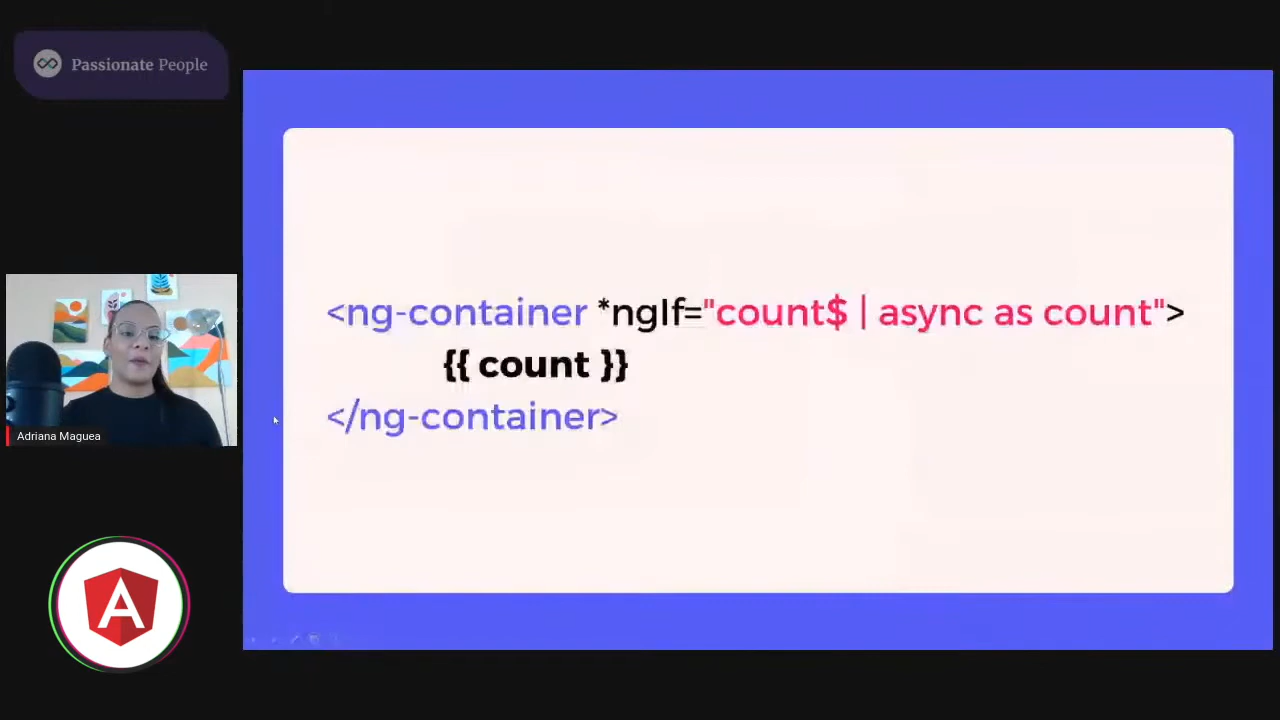 Passionate People
<ng-container *ngIf="count$ | async as count">
{{ count }}
</ng-container>
Adriana Maguea
A